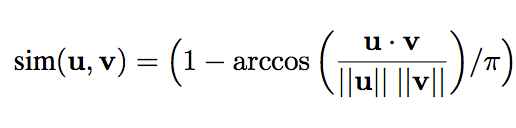 sim(u, v) = (1 − arccos (u · v / ||u|| ||v||) /π)